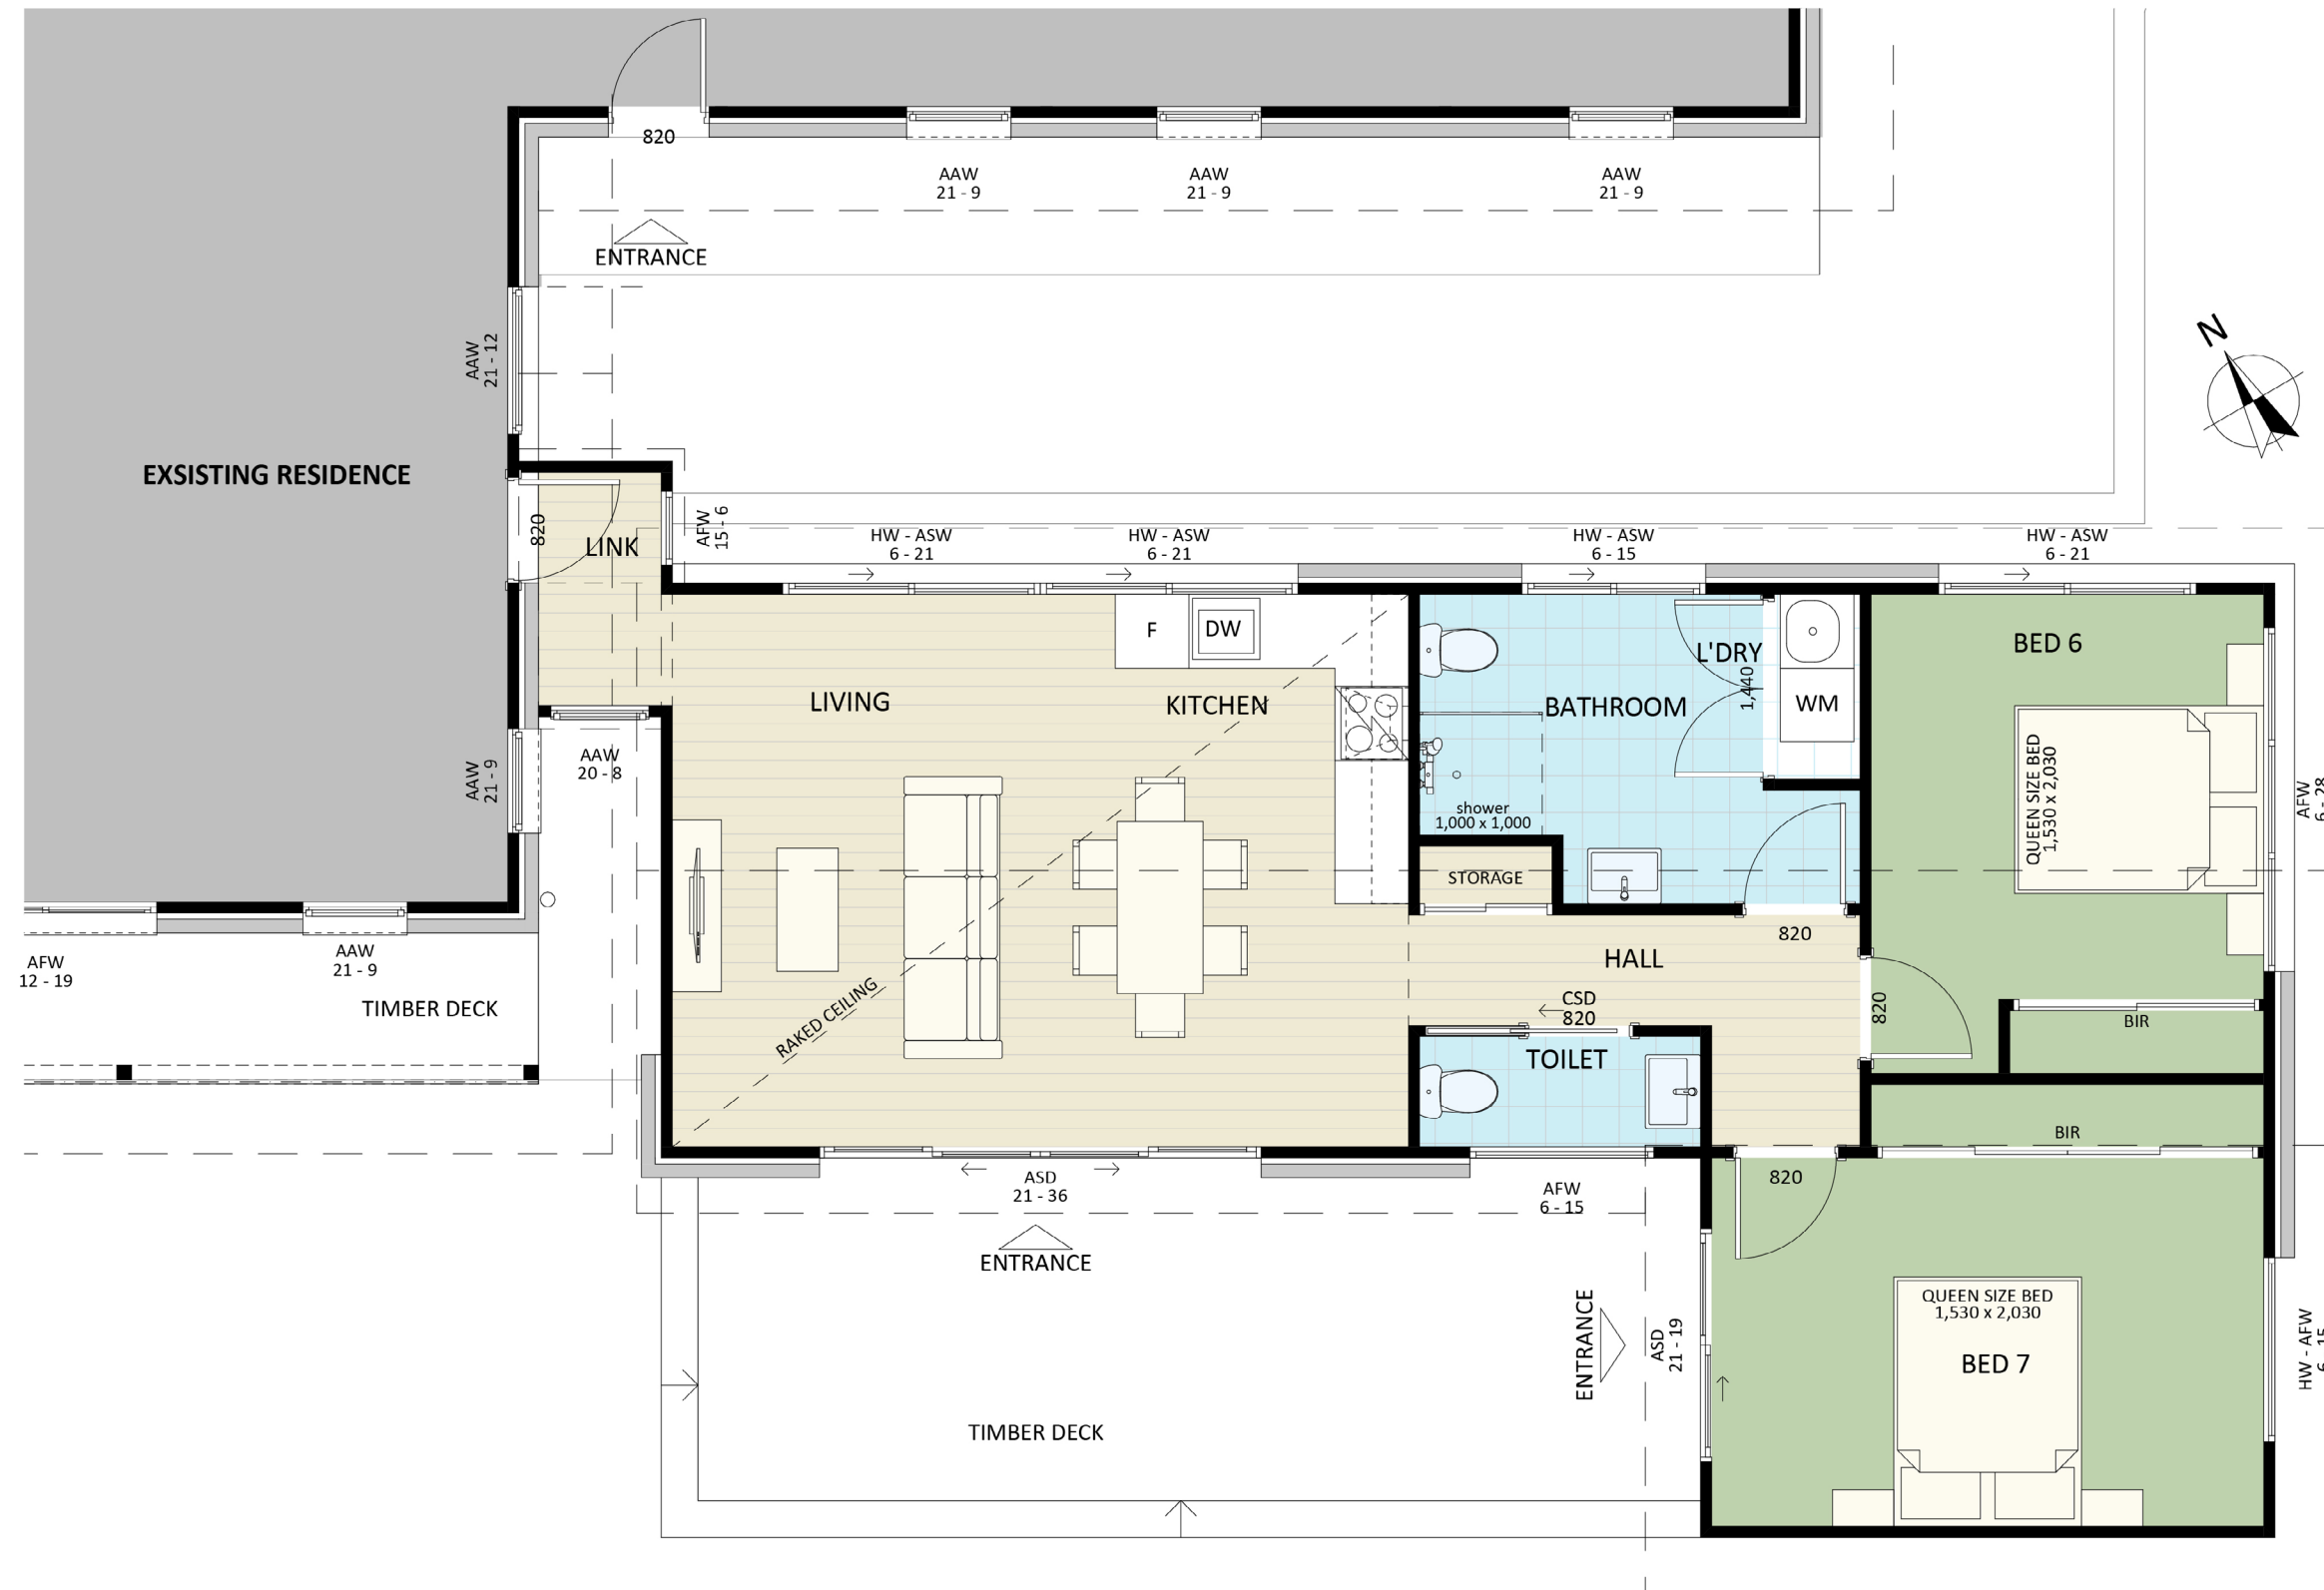 820
AAW
21 - 9
AAW
21 - 9
AAW
21 - 9
ENTRANCE
N
AAW
21 - 12
EXSISTING RESIDENCE
820
LINK
AFW
15 - 6
HW - ASW
6 - 21
HW - ASW
6 - 21
HW - ASW
6 - 15
HW - ASW
6 - 21
F
DW
LIVING
KITCHEN
BATHROOM
L'DRY
1,440
WM
BED 6
QUEEN SIZE BED
1,530 x 2,030
AFW
6 - 28
AAW
21 - 9
AAW
20 - 8
shower
1,000 x 1,000
STORAGE
820
HALL
AFW
12 - 19
AAW
21 - 9
TIMBER DECK
RAKED CEILING
CSD
820
820
BIR
TOILET
BIR
ASD
21 - 36
AFW
6 - 15
820
ENTRANCE
ENTRANCE
ASD
21 - 19
QUEEN SIZE BED
1,530 x 2,030
BED 7
HW - AFW
6 - 15
TIMBER DECK